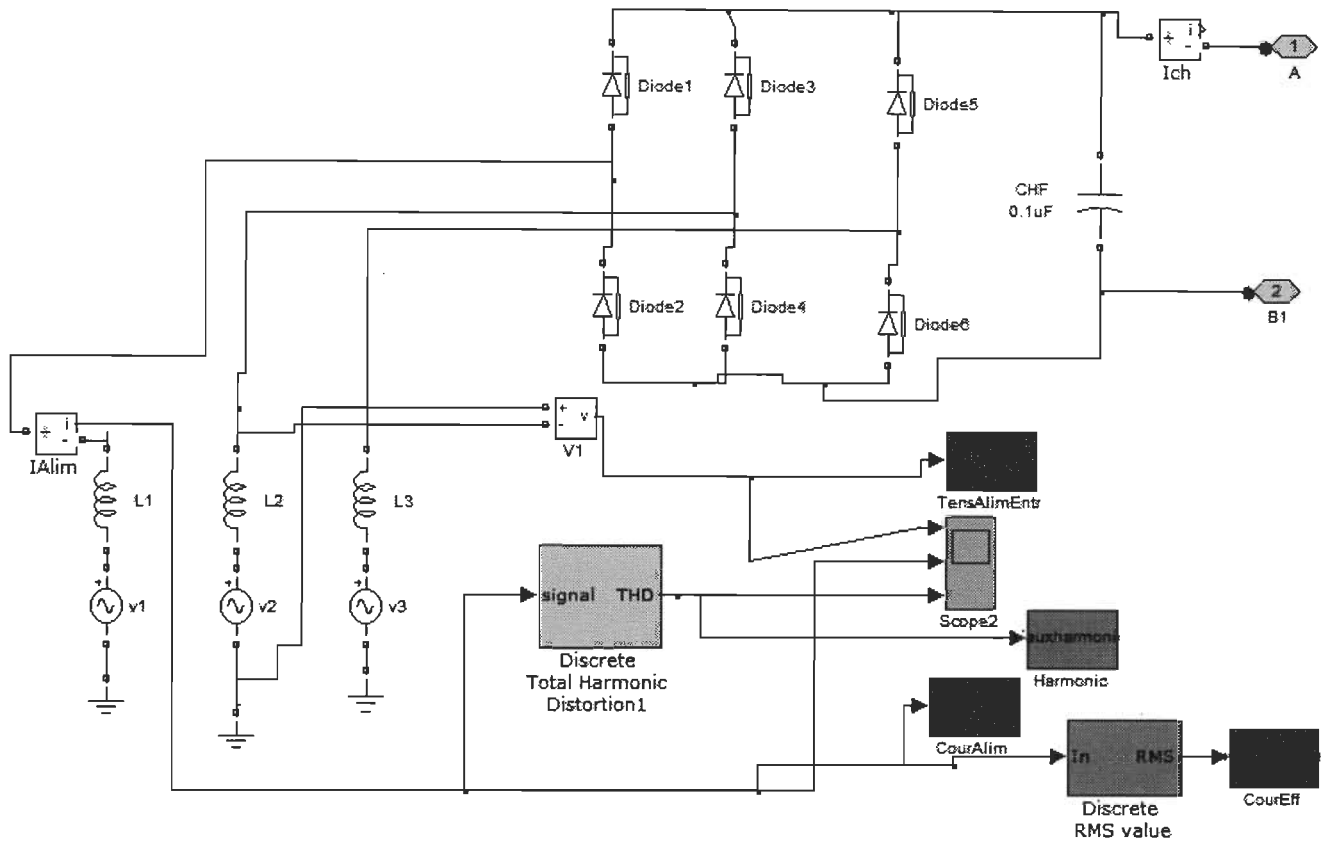 Diode1
Diode3
Diode5
i
+
-
Ich
1
A
CHF
0.1uF
Diode2
Diode4
Diode6
2
B1
i
+
-
IAlim
+
-
v
V1
L1
L2
L3
TensAlimEntr
+
v1
+
v2
+
v3
signal THD
Discrete
Total Harmonic
Distortion1
Scope2
auxharmone
Harmonic
CourAlim
In RMS
Discrete
RMS value
CourEff